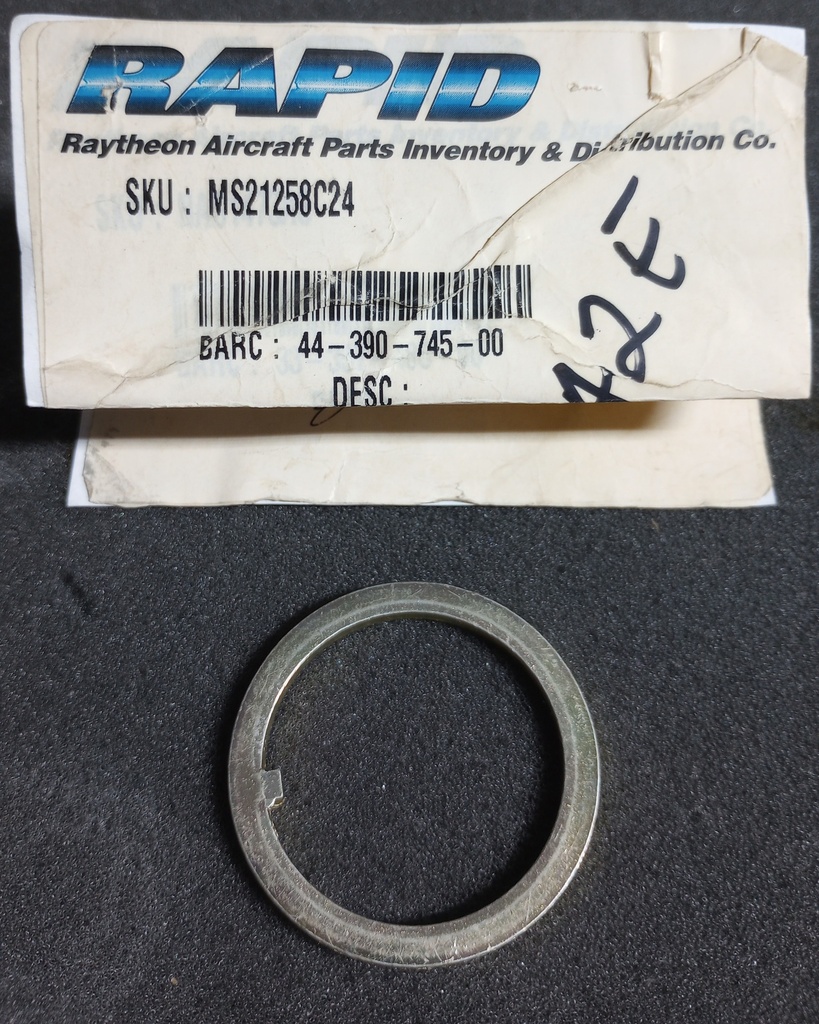 RAPID
Raytheon Aircraft Parts Inventory & Distribution Co.
SKU : MS21258C24
BARC : 44-390-745-00
DESC :